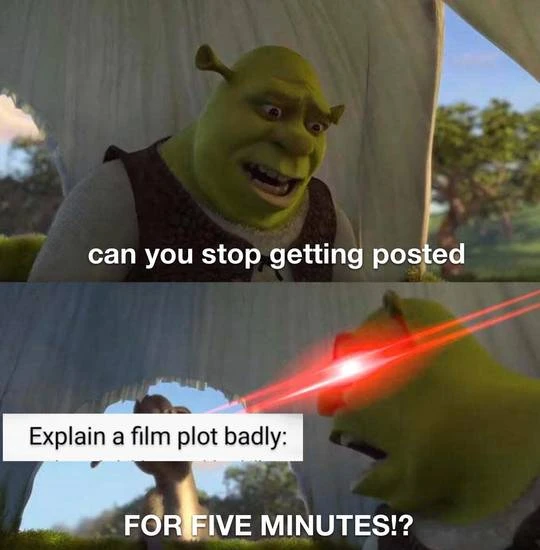 can you stop getting posted
Explain a film plot badly:
FOR FIVE MINUTES!?